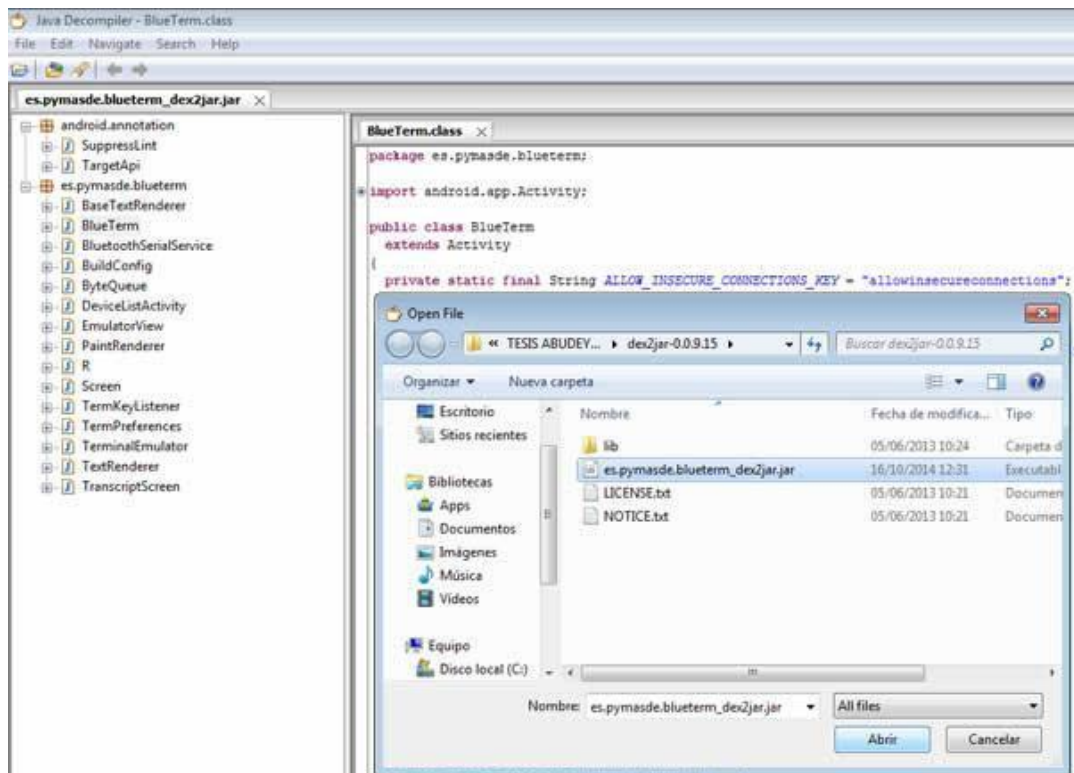 Java Decompiler - BlueTerm.class
File Edit Navigate Search Help
es.pymasde.blueterm_dex2jar.jar
android.annotation
SuppressLint
TargetApi
es.pymasde.blueterm
BaseTextRenderer
BlueTerm
BluetoothSerialService
BuildConfig
ByteQueue
DeviceListActivity
EmulatorView
PaintRenderer
R
Screen
TermKeyListener
TermPreferences
TerminalEmulator
TextRenderer
TranscriptScreen
BlueTerm.class
package es.pymasde.blueterm;
import android.app.Activity;
public class BlueTerm
extends Activity
{
private static final String ALLOW_INSECURE_CONNECTIONS_KEY = "allowinsecureconnections";
Open File
« TESIS ABUDEY... ▸ dex2jar-0.0.9.15 ▸
Buscar dex2jar-0.0.9.15
Organizar Nueva carpeta
Escritorio
Sitios recientes
Bibliotecas
Apps
Documentos
Imágenes
Música
Vídeos
Equipo
Disco local (C:)
Nombre Fecha de modifica... Tipo
lib 05/06/2013 10:24 Carpeta d
es.pymasde.blueterm_dex2jar.jar 16/10/2014 12:31 Executabl
LICENSE.txt 05/06/2013 10:21 Documen
NOTICE.txt 05/06/2013 10:21 Documen
Nombre: es.pymasde.blueterm_dex2jar.jar All files
Abrir Cancelar